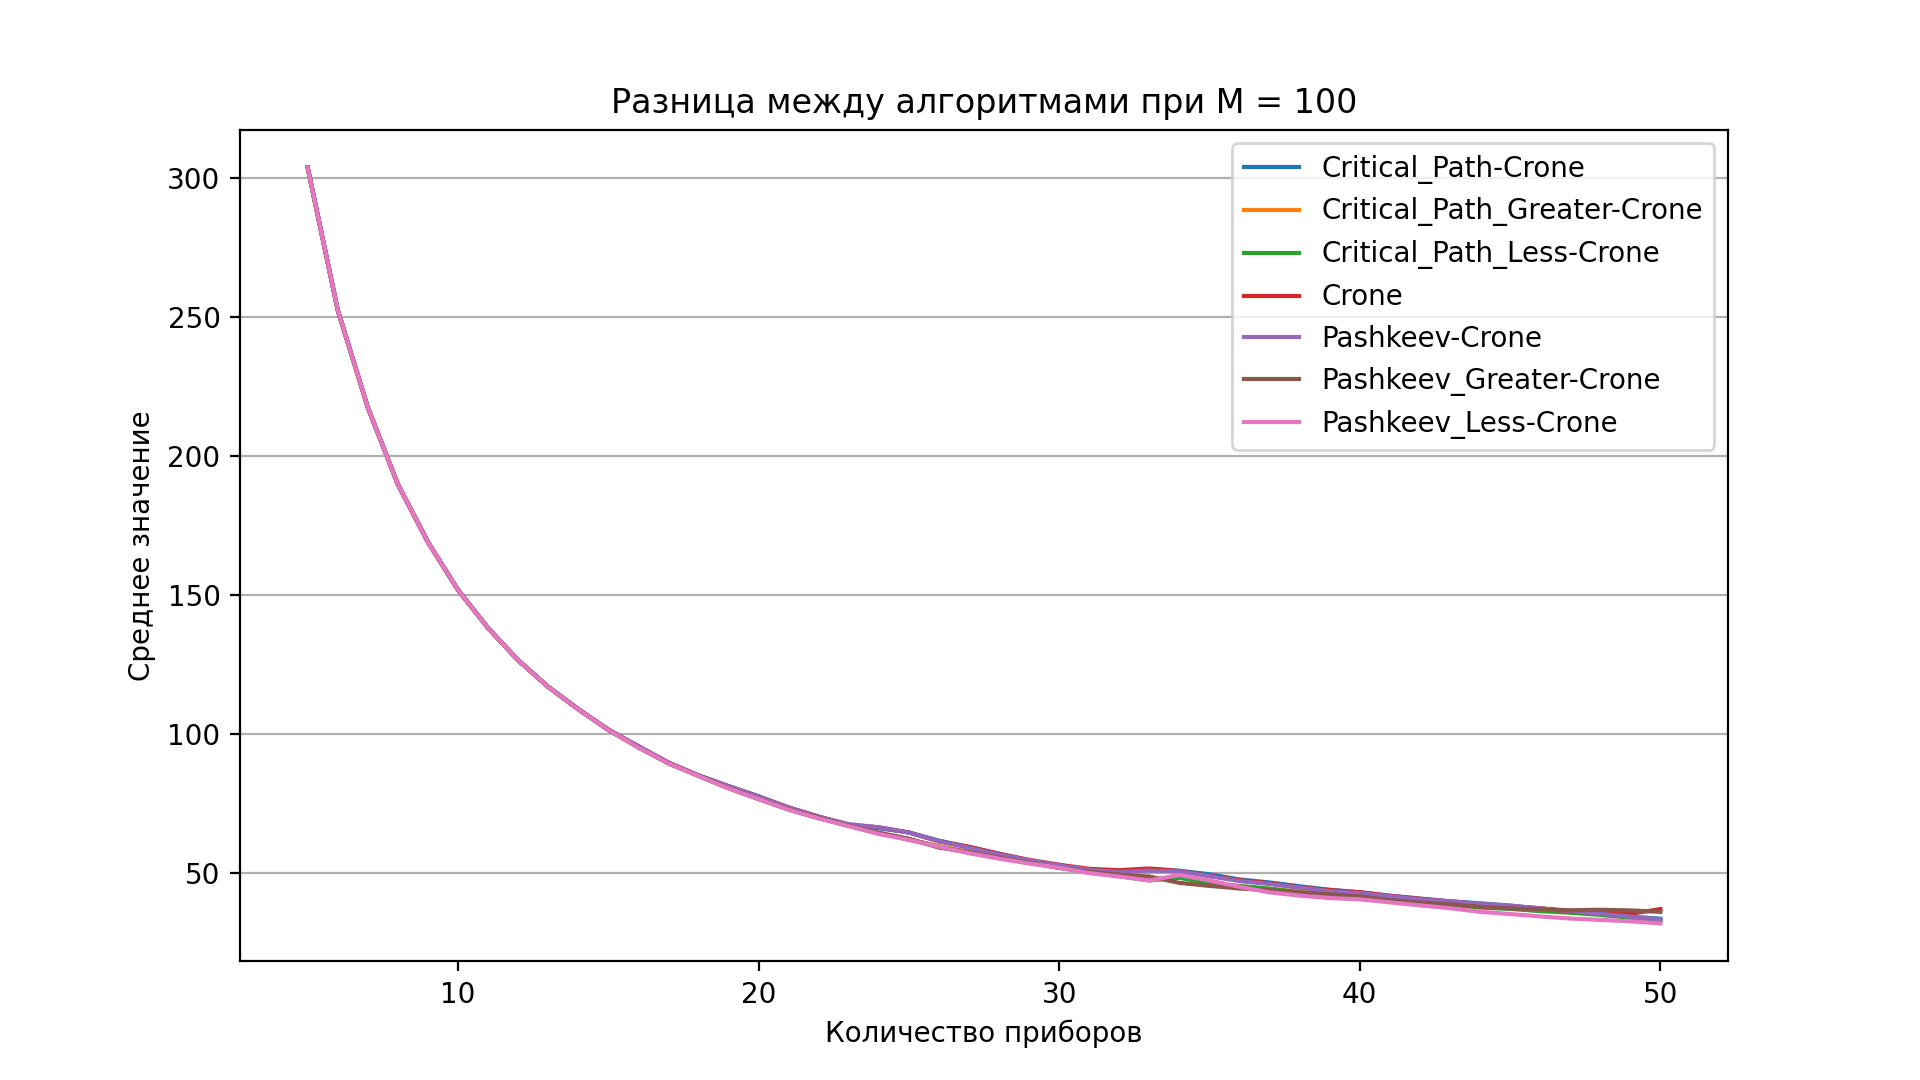 Разница между алгоритмами при M = 100
Среднее значение
300
250
200
150
100
50
Critical_Path-Crone
Critical_Path_Greater-Crone
Critical_Path_Less-Crone
Crone
Pashkeev-Crone
Pashkeev_Greater-Crone
Pashkeev_Less-Crone
10 20 30 40 50
Количество приборов